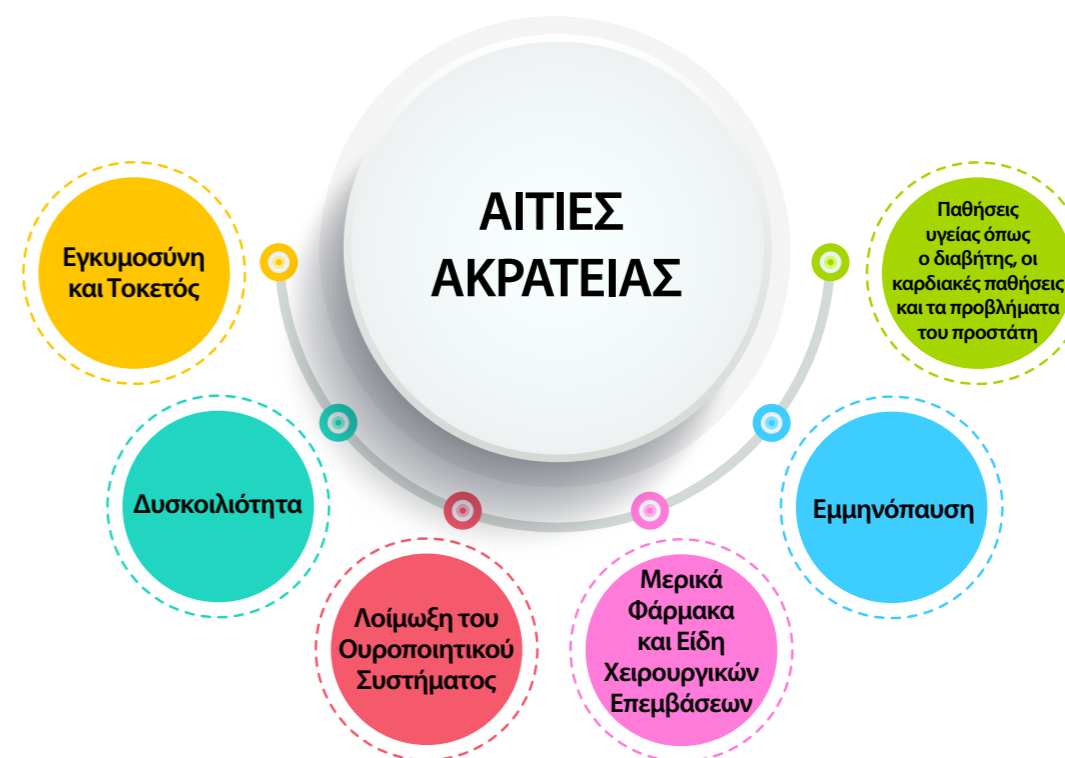 ΑΙΤΙΕΣ
ΑΚΡΑΤΕΙΑΣ
Εγκυμοσύνη
και Τοκετός
Δυσκοιλιότητα
Λοίμωξη του
Ουροποιητικού
Συστήματος
Μερικά
Φάρμακα
και Είδη
Χειρουργικών
Επεμβάσεων
Εμμηνόπαυση
Παθήσεις
υγείας όπως
ο διαβήτης, οι
καρδιακές παθήσεις
και τα προβλήματα
του προστάτη